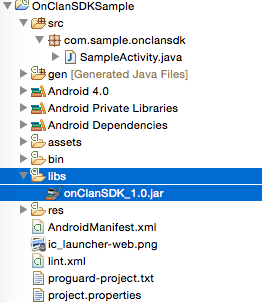 OnClanSDKSample
src
com.sample.onclansdk
SampleActivity.java
gen [Generated Java Files]
Android 4.0
Android Private Libraries
Android Dependencies
assets
bin
libs
onClanSDK_1.0.jar
res
AndroidManifest.xml
ic_launcher-web.png
lint.xml
proguard-project.txt
project.properties